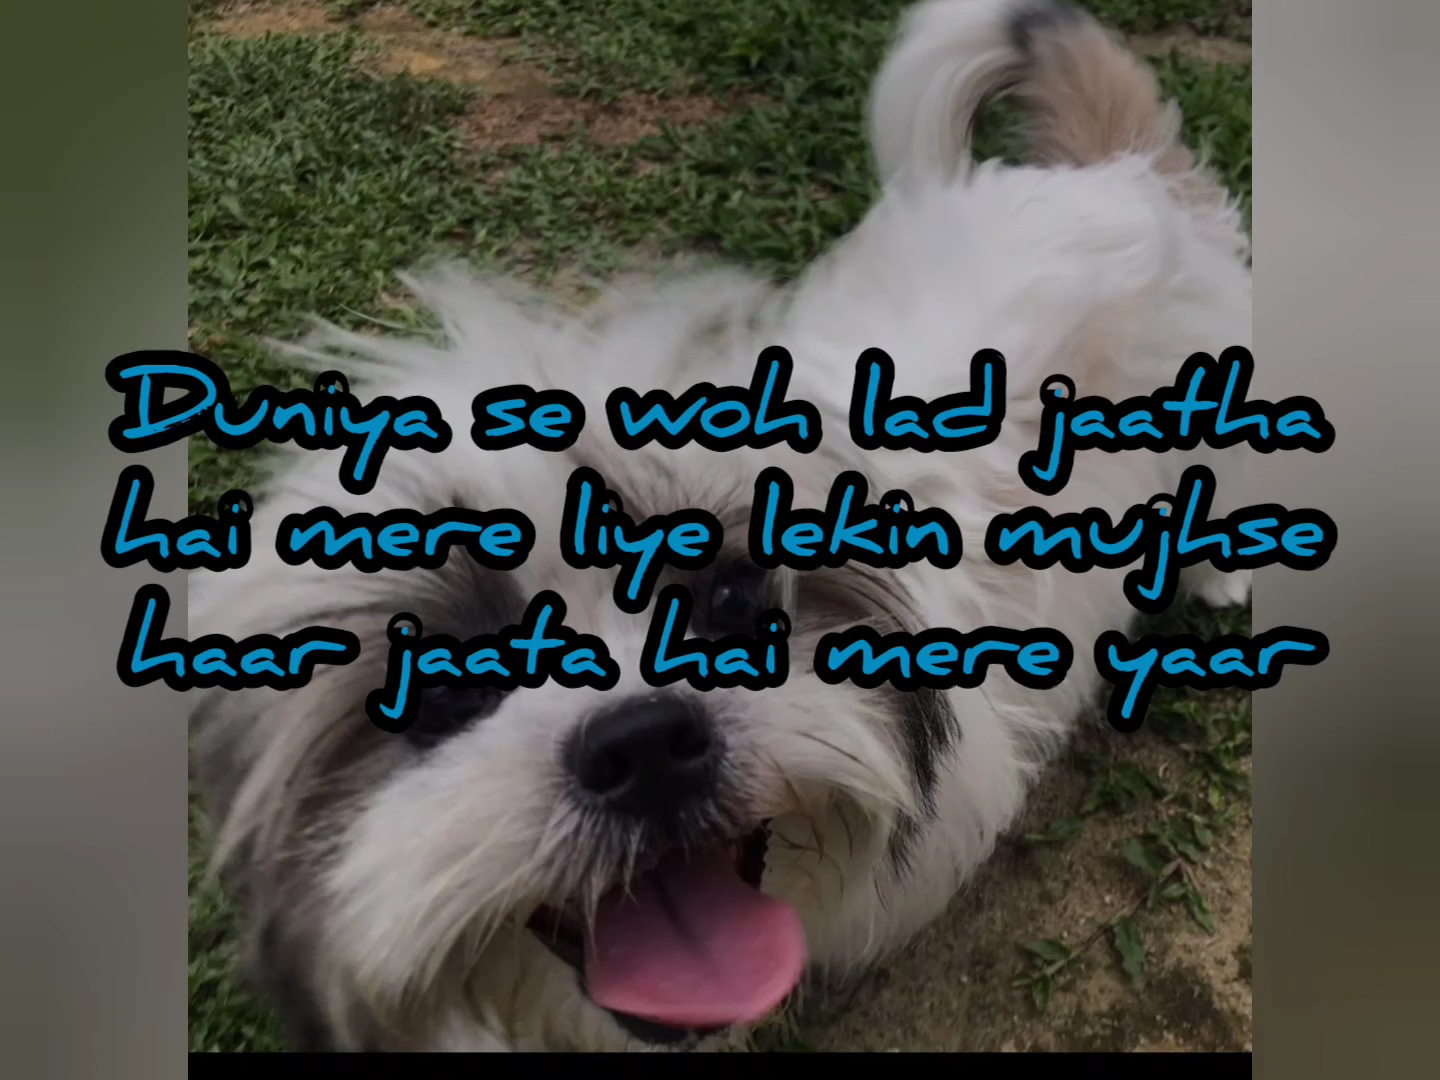 Duniya se woh lad jaatha
hai mere liye lekin mujhse
haar jaata hai mere yaar